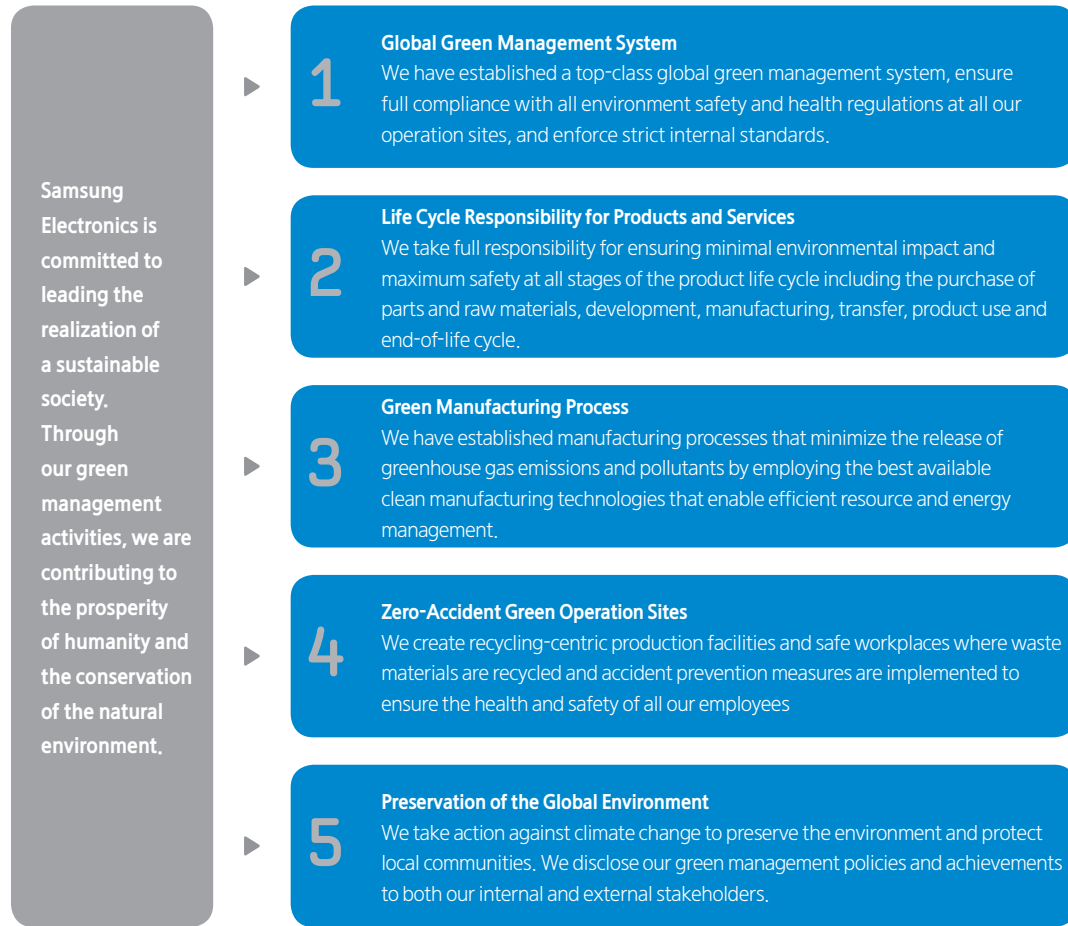 Samsung
Electronics is
committed to
leading the
realization of
a sustainable
society.
Through
our green
management
activities, we are
contributing to
the prosperity
of humanity and
the conservation
of the natural
environment.
1
Global Green Management System
We have established a top-class global green management system, ensure
full compliance with all environment safety and health regulations at all our
operation sites, and enforce strict internal standards.
2
Life Cycle Responsibility for Products and Services
We take full responsibility for ensuring minimal environmental impact and
maximum safety at all stages of the product life cycle including the purchase of
parts and raw materials, development, manufacturing, transfer, product use and
end-of-life cycle.
3
Green Manufacturing Process
We have established manufacturing processes that minimize the release of
greenhouse gas emissions and pollutants by employing the best available
clean manufacturing technologies that enable efficient resource and energy
management.
4
Zero-Accident Green Operation Sites
We create recycling-centric production facilities and safe workplaces where waste
materials are recycled and accident prevention measures are implemented to
ensure the health and safety of all our employees
5
Preservation of the Global Environment
We take action against climate change to preserve the environment and protect
local communities. We disclose our green management policies and achievements
to both our internal and external stakeholders.